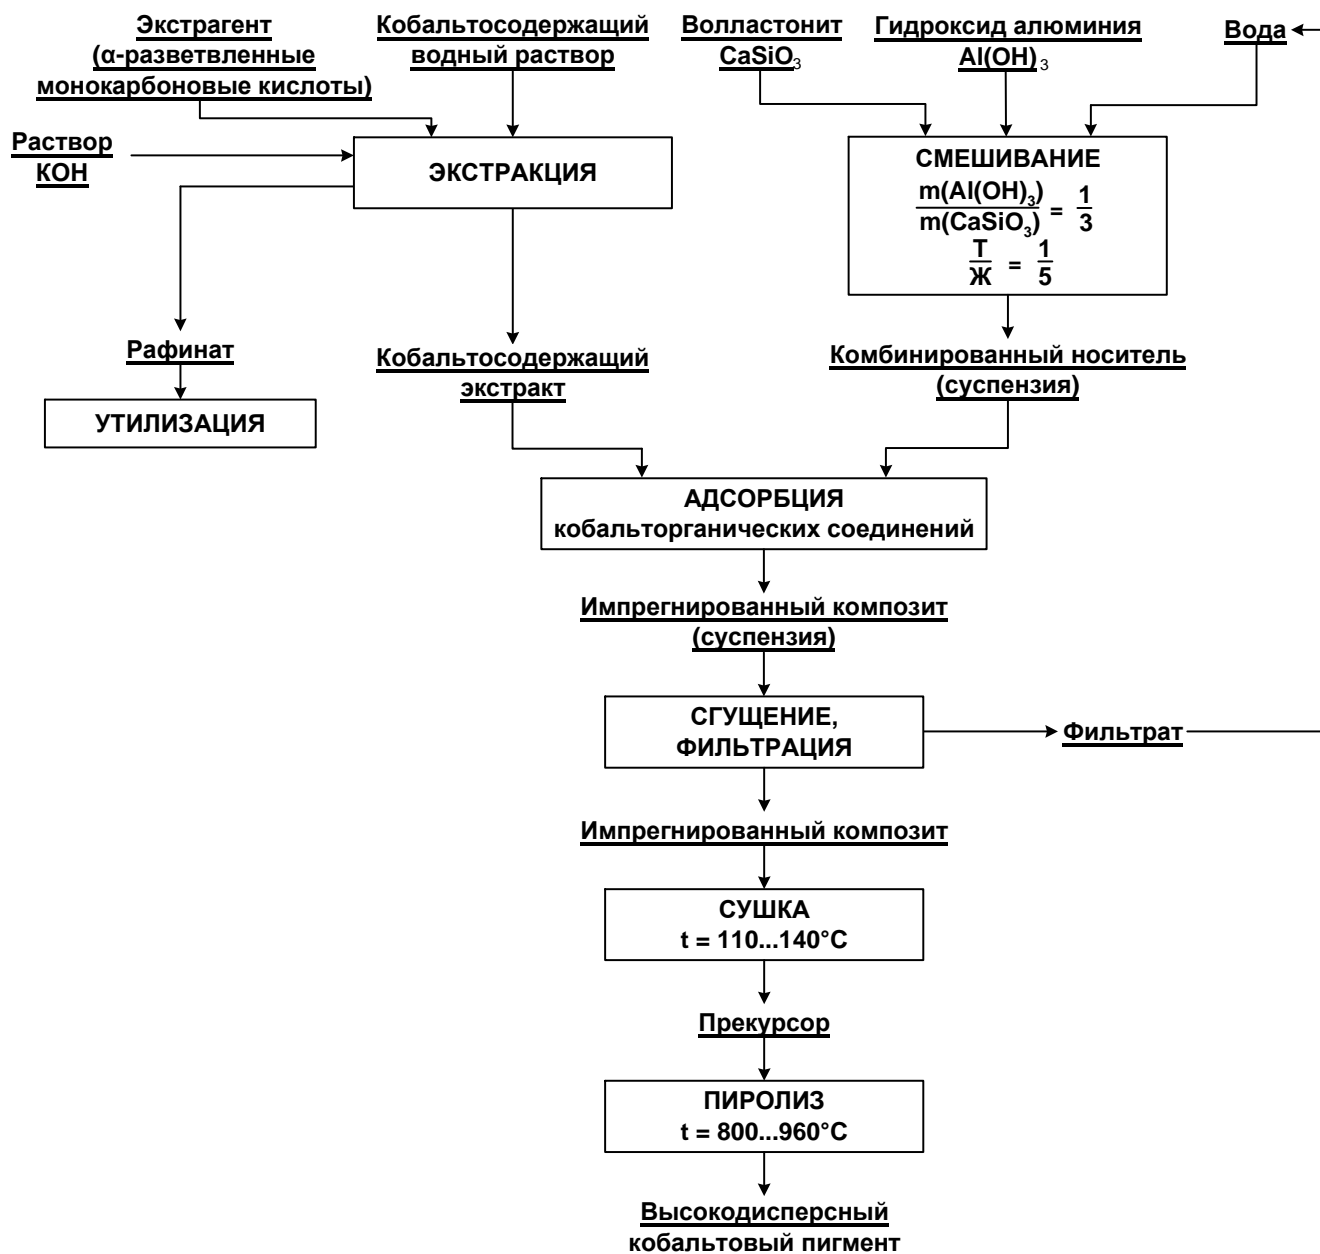 Экстрагент
(α-разветвленные
монокарбоновые кислоты)
Кобальтосодержащий
водный раствор
Волластонит
CaSiO3
Гидроксид алюминия
Al(OH)3
Вода
Раствор
КОН
ЭКСТРАКЦИЯ
СМЕШИВАНИЕ
m(Al(OH)3)
m(CaSiO3)
= 1
3
Т
Ж
= 1
5
Рафинат
Кобальтосодержащий
экстракт
Комбинированный носитель
(суспензия)
УТИЛИЗАЦИЯ
АДСОРБЦИЯ
кобальторганических соединений
Импрегнированный композит
(суспензия)
СГУЩЕНИЕ,
ФИЛЬТРАЦИЯ
Фильтрат
Импрегнированный композит
СУШКА
t = 110...140°C
Прекурсор
ПИРОЛИЗ
t = 800...960°C
Высокодисперсный
кобальтовый пигмент